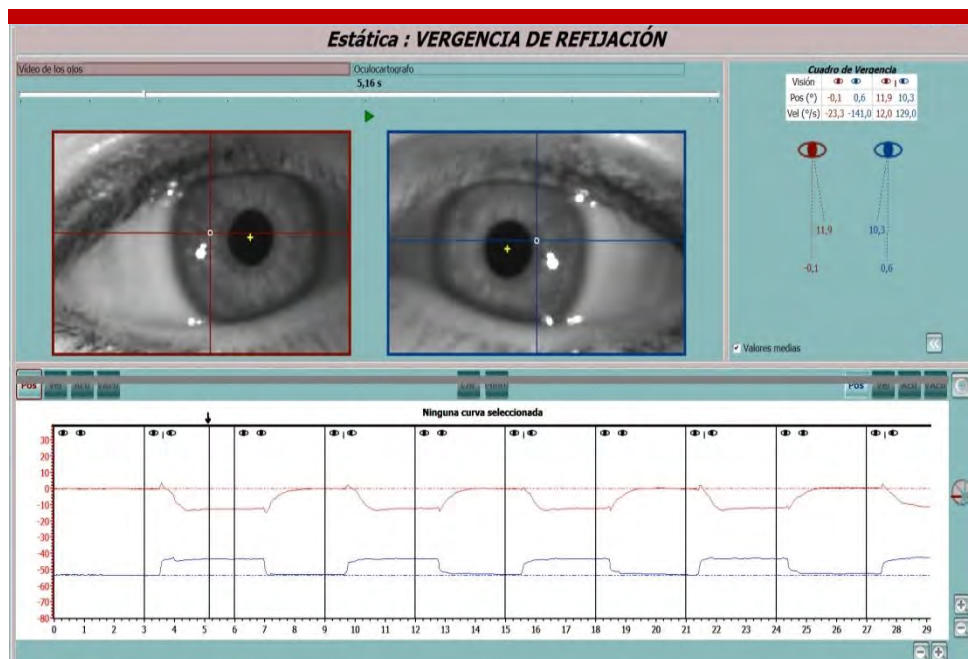 Estática : VERGENCIA DE REFIJACIÓN
Vídeo de los ojos
Oculocartografo
5,16 s
Cuadro de Vergencia
Visión
Pos (°) -0,1 0,6 11,9 10,3
Vel (°/s) -23,3 -141,0 12,0 129,0
11,9 10,3
-0,1 0,6
Valores medias
Pos
Pos Vel
Ninguna curva seleccionada
30
20
10
0
-10
-20
-30
-40
-50
-60
-70
-80
0 1 2 3 4 5 6 7 8 9 10 11 12 13 14 15 16 17 18 19 20 21 22 23 24 25 26 27 28 29